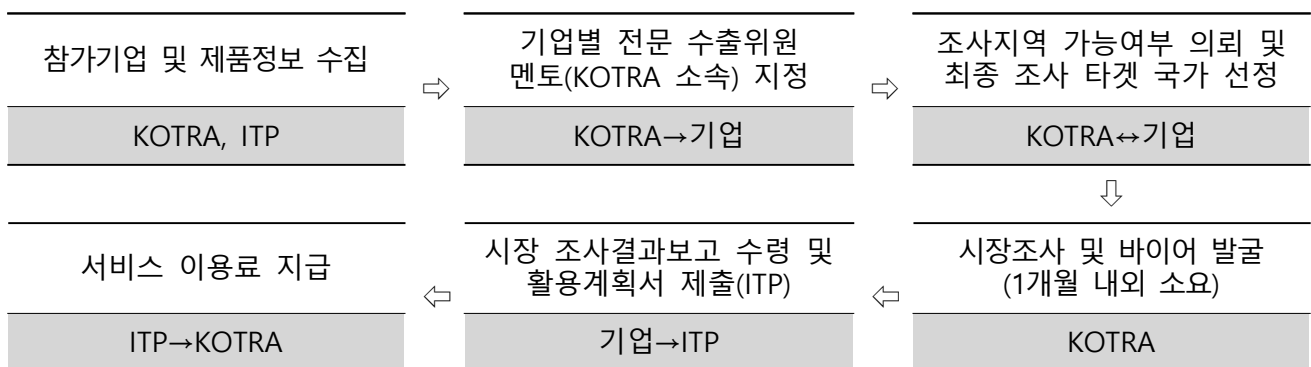 참가기업 및 제품정보 수집
KOTRA, ITP
⇨
기업별 전문 수출위원
멘토(KOTRA 소속) 지정
KOTRA→기업
⇨
조사지역 가능여부 의뢰 및
최종 조사 타겟 국가 선정
KOTRA↔기업
⇩
시장조사 및 바이어 발굴
(1개월 내외 소요)
KOTRA
⇦
시장 조사결과보고 수령 및
활용계획서 제출(ITP)
기업→ITP
⇦
서비스 이용료 지급
ITP→KOTRA